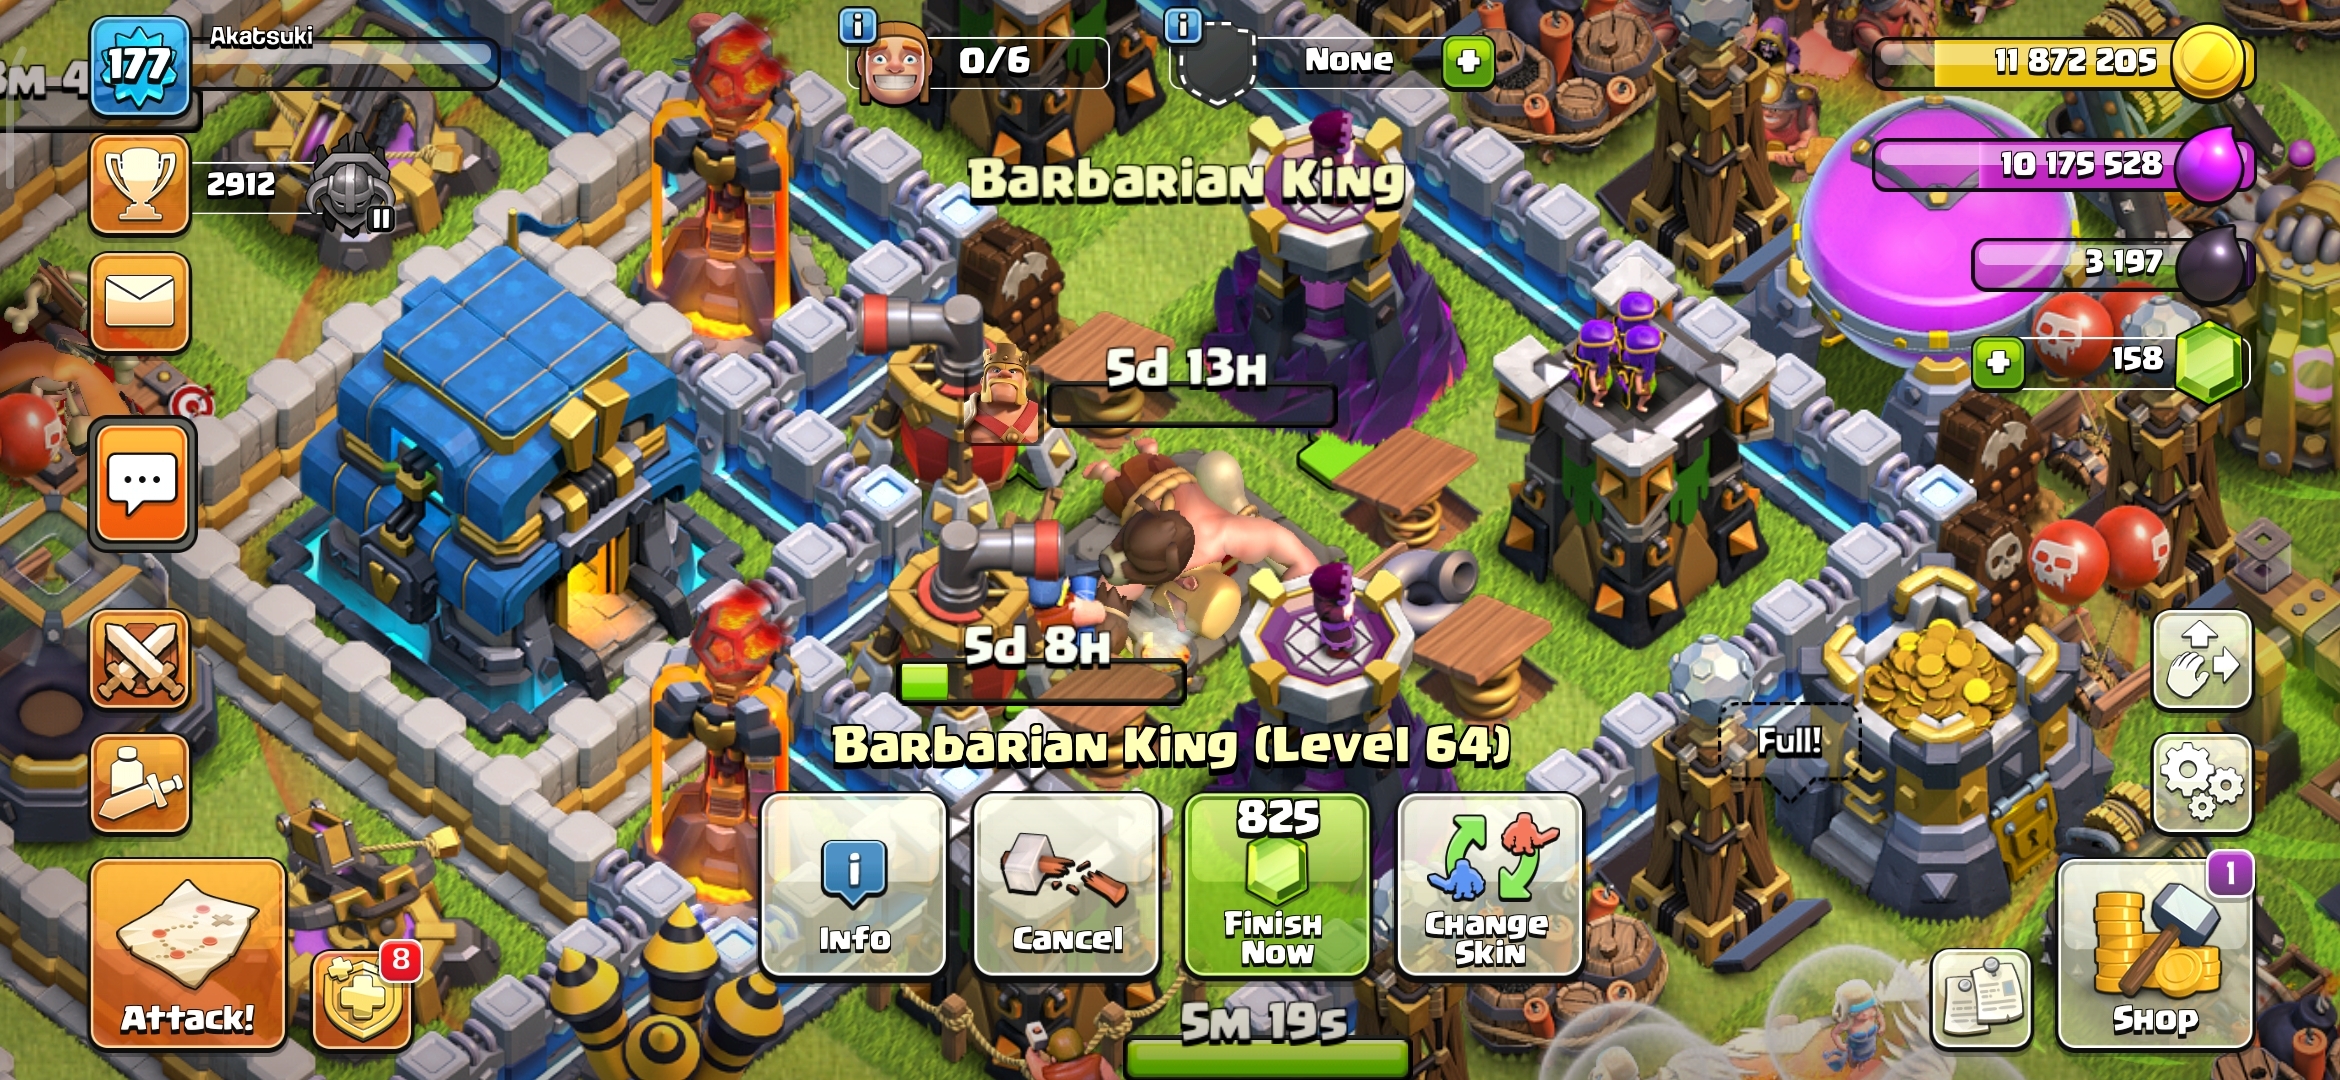 177
Akatsuki
0/6
None
11 872 205
2912
II
Barbarian King
10 175 528
3 197
158
5d 13H
5d 8H
Barbarian King (Level 64)
Full!
825
Info
Cancel
Finish
Now
Change
Skin
1
8
Attack!
5M 19s
Shop